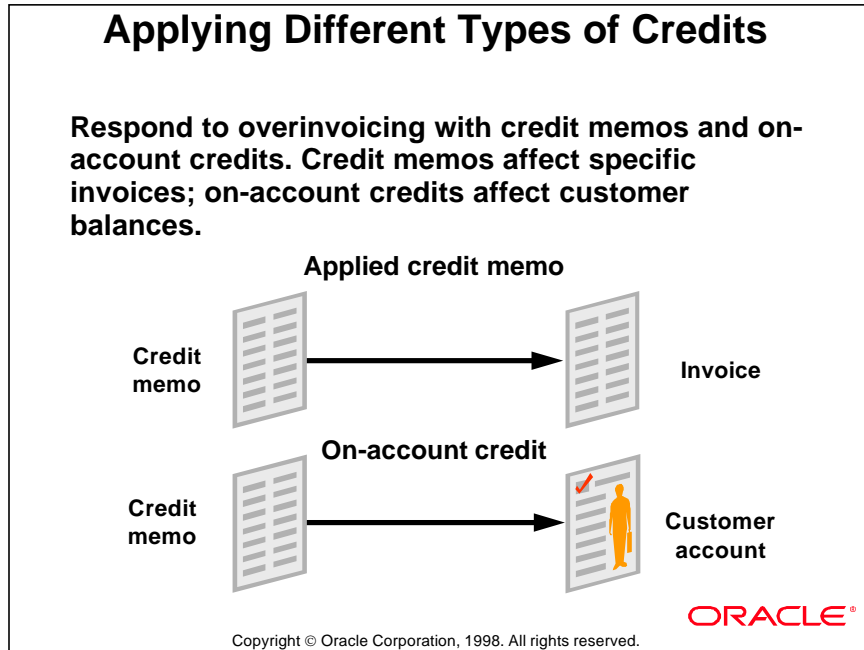 Applying Different Types of Credits
Respond to overinvoicing with credit memos and on-
account credits. Credit memos affect specific
invoices; on-account credits affect customer
balances.
Applied credit memo
Credit
memo
Invoice
On-account credit
Credit
memo
Customer
account
ORACLE®
Copyright © Oracle Corporation, 1998. All rights reserved.